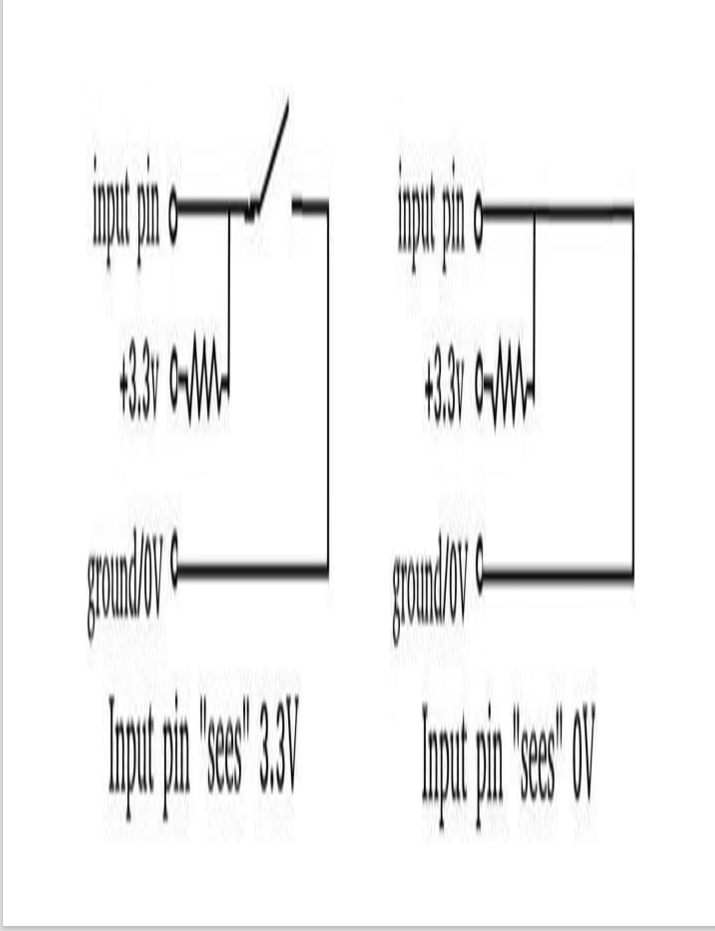 input pin
+3.3v
ground/0V
Input pin "sees" 3.3V
input pin
+3.3v
ground/0V
Input pin "sees" 0V